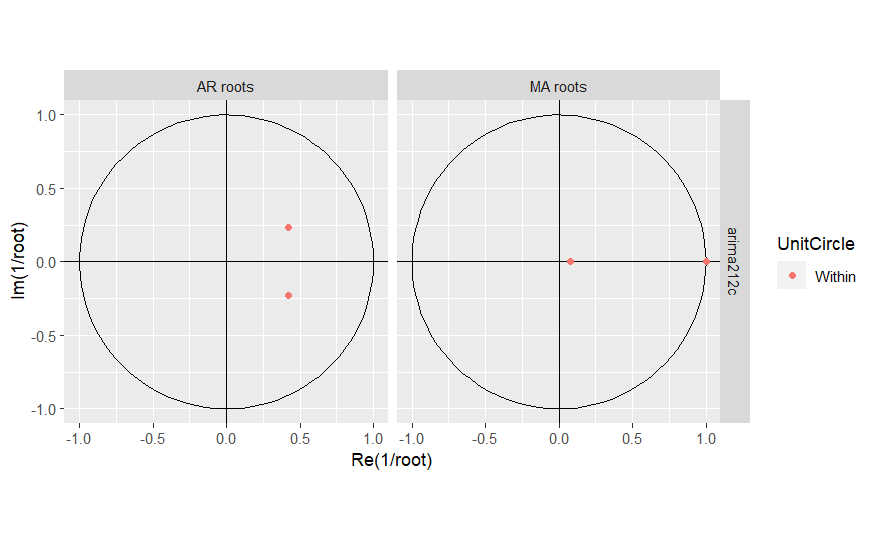 AR roots
MA roots
Im(1/root)
1.0
0.5
0.0
-0.5
-1.0
arima212c
-1.0 -0.5 0.0 0.5 1.0
-1.0 -0.5 0.0 0.5 1.0
Re(1/root)
UnitCircle
Within